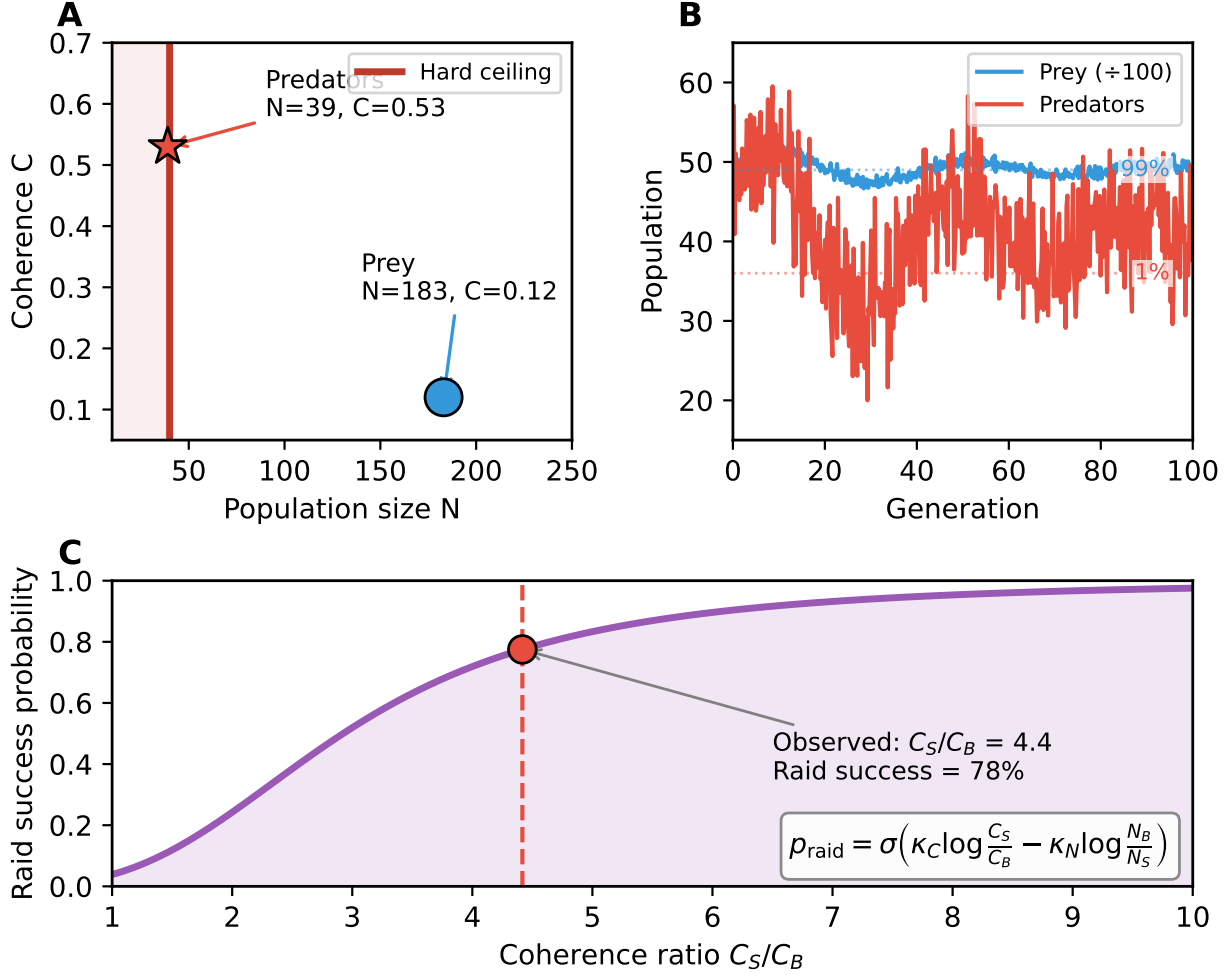 A
0.7
0.6
0.5
0.4
0.3
0.2
0.1
Coherence C
50
100
150
200
250
Population size N
Hard ceiling
Predators
N=39, C=0.53
Prey
N=183, C=0.12
B
60
50
40
30
20
Population
0
20
40
60
80
100
Generation
Prey (÷100)
Predators
99%
1%
C
1.0
0.8
0.6
0.4
0.2
0.0
Raid success probability
1
2
3
4
5
6
7
8
9
10
Coherence ratio C_S/C_B
Observed: C_S/C_B = 4.4
Raid success = 78%
p_raid = σ(κ_C log C_S/C_B − κ_N log N_B/N_S)